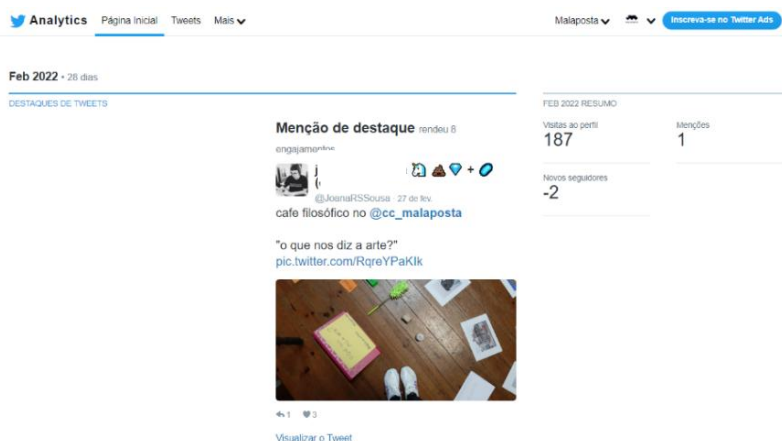 Analytics Página Inicial Tweets Mais Malaposta Inscreva-se no Twitter Ads
Feb 2022 • 28 dias
DESTAQUES DE TWEETS
Menção de destaque rendeu 8
engajamentos
@JoanaRSSousa 27 de fev.
cafe filosófico no @cc_malaposta
"o que nos diz a arte?"
pic.twitter.com/RqreYPaKIk
1 3
Visualizar o Tweet
FEB 2022 RESUMO
Visitas ao perfil Menções
187 1
Novos seguidores
-2